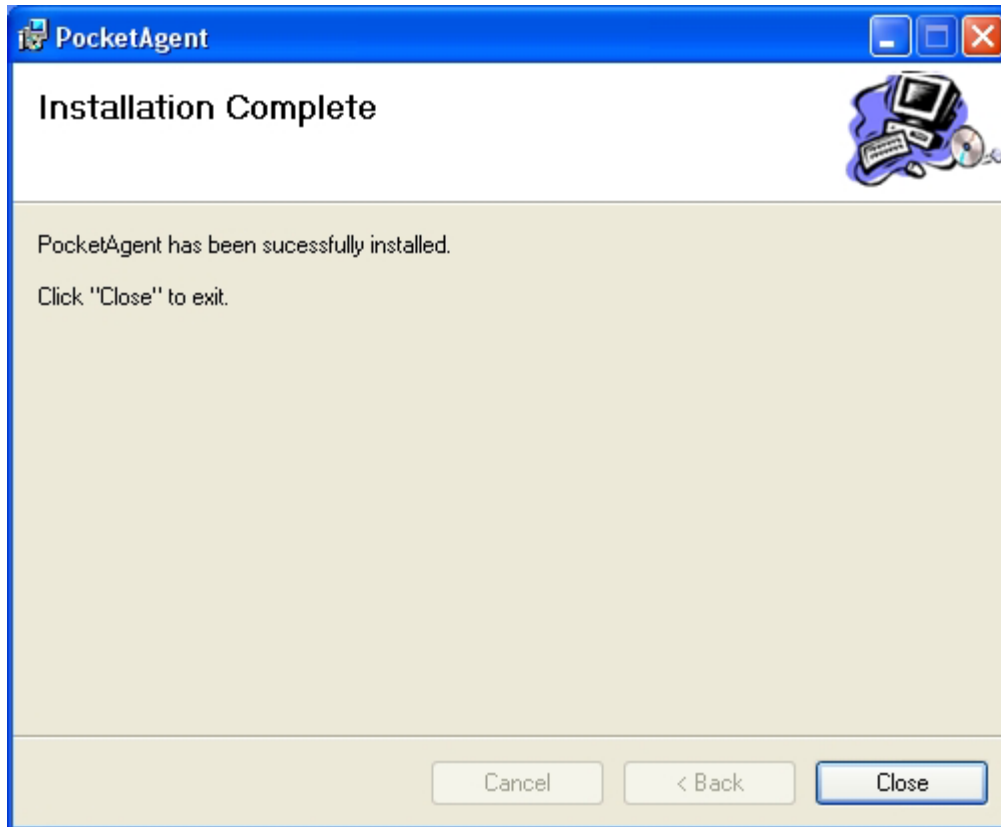 PocketAgent
Installation Complete
PocketAgent has been sucessfully installed.
Click "Close" to exit.
Cancel
< Back
Close